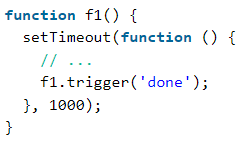 function f1() {
  setTimeout(function () {
    // ...
    f1.trigger('done');
  }, 1000);
}